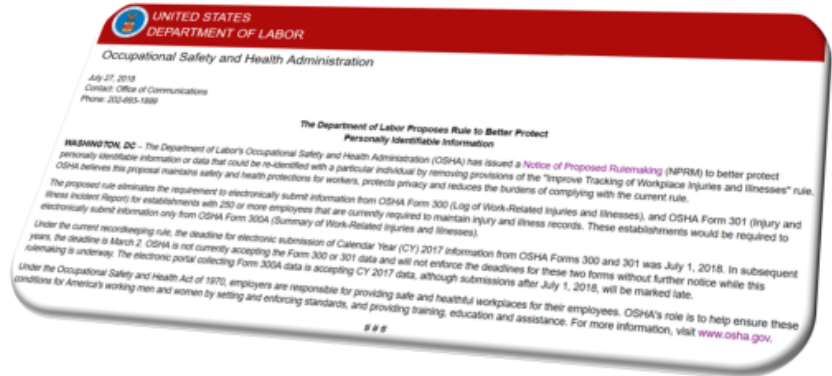 UNITED STATES
DEPARTMENT OF LABOR
Occupational Safety and Health Administration
July 27, 2018
Contact: Office of Communications
Phone: 202-693-1999
The Department of Labor Proposes Rule to Better Protect
Personally Identifiable Information
WASHINGTON, DC – The Department of Labor's Occupational Safety and Health Administration (OSHA) has issued a Notice of Proposed Rulemaking (NPRM) to better protect
personally identifiable information or data that could be re-identified with a particular individual by removing provisions of the "Improve Tracking of Workplace Injuries and Illnesses" rule.
OSHA believes this proposal maintains safety and health protections for workers, protects privacy and reduces the burdens of complying with the current rule.
The proposed rule eliminates the requirement to electronically submit information from OSHA Form 300 (Log of Work-Related Injuries and Illnesses), and OSHA Form 301 (Injury and
Illness Incident Report) for establishments with 250 or more employees that are currently required to maintain injury and illness records. These establishments would be required to
electronically submit information only from OSHA Form 300A (Summary of Work-Related Injuries and Illnesses).
Under the current recordkeeping rule, the deadline for electronic submission of Calendar Year (CY) 2017 information from OSHA Forms 300 and 301 was July 1, 2018. In subsequent
years, the deadline is March 2. OSHA is not currently accepting the Form 300 or 301 data and will not enforce the deadlines for these two forms without further notice while this
rulemaking is underway. The electronic portal collecting Form 300A data is accepting CY 2017 data, although submissions after July 1, 2018, will be marked late.
Under the Occupational Safety and Health Act of 1970, employers are responsible for providing safe and healthful workplaces for their employees. OSHA's role is to help ensure these
conditions for America's working men and women by setting and enforcing standards, and providing training, education and assistance. For more information, visit www.osha.gov.
# # #